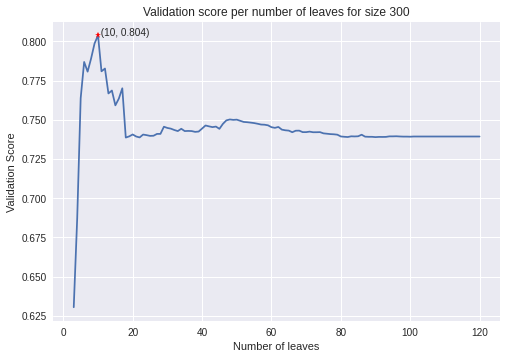 Validation score per number of leaves for size 300
(10, 0.804)
0.800
0.775
0.750
0.725
0.700
0.675
0.650
0.625
Validation Score
0 20 40 60 80 100 120
Number of leaves